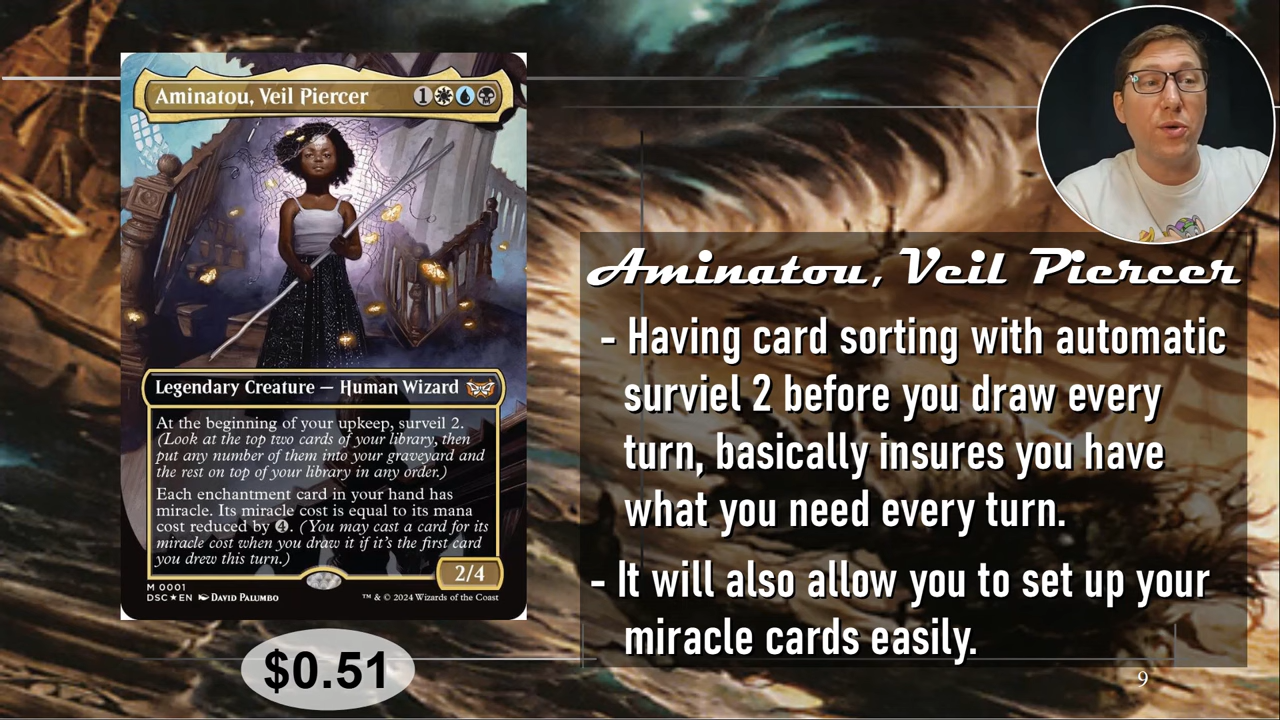 Aminatou, Veil Piercer 1
Legendary Creature — Human Wizard
At the beginning of your upkeep, surveil 2.
(Look at the top two cards of your library, then
put any number of them into your graveyard and
the rest on top of your library in any order.)
Each enchantment card in your hand has
miracle. Its miracle cost is equal to its mana
cost reduced by 4. (You may cast a card for its
miracle cost when you draw it if it's the first card
you drew this turn.)
2/4
M 0001
DSC★EN DAVID PALUMBO
™ & © 2024 Wizards of the Coast
$0.51
Aminatou, Veil Piercer
- Having card sorting with automatic
surviel 2 before you draw every
turn, basically insures you have
what you need every turn.
- It will also allow you to set up your
miracle cards easily.
9